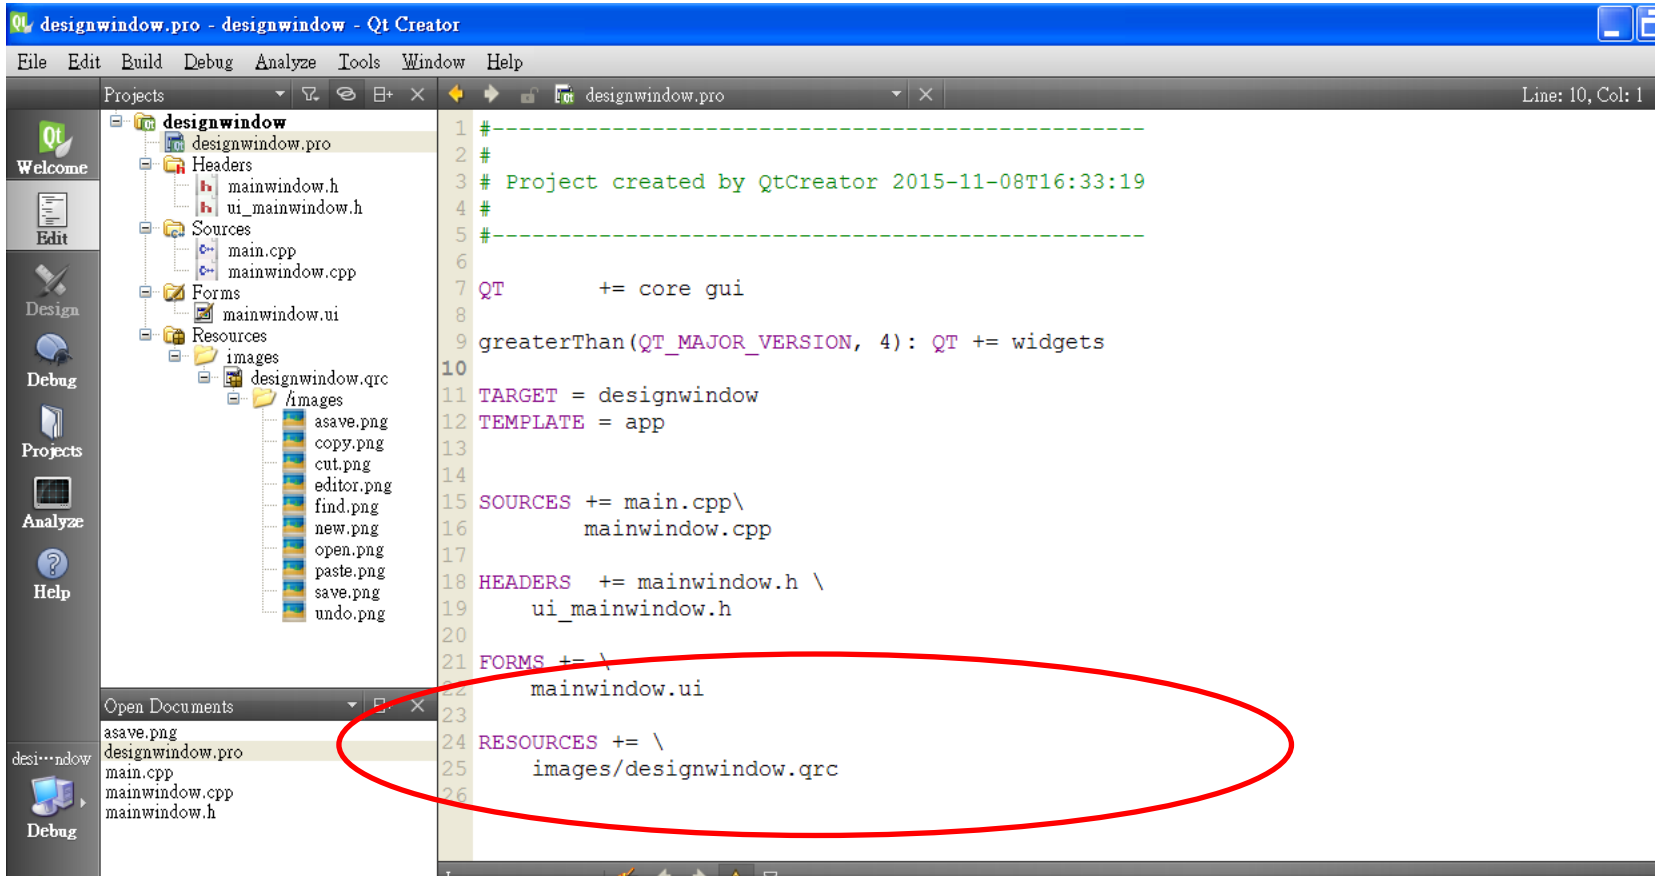 designwindow.pro - designwindow - Qt Creator
File Edit Build Debug Analyze Tools Window Help
Projects
designwindow.pro
Line: 10, Col: 1
Welcome
Edit
Design
Debug
Projects
Analyze
Help
desi···ndow
Debug
designwindow
designwindow.pro
Headers
mainwindow.h
ui_mainwindow.h
Sources
main.cpp
mainwindow.cpp
Forms
mainwindow.ui
Resources
images
designwindow.qrc
/images
asave.png
copy.png
cut.png
editor.png
find.png
new.png
open.png
paste.png
save.png
undo.png
Open Documents
asave.png
designwindow.pro
main.cpp
mainwindow.cpp
mainwindow.h
1 #-------------------------------------------------
2 #
3 # Project created by QtCreator 2015-11-08T16:33:19
4 #
5 #-------------------------------------------------
6
7 QT       += core gui
8
9 greaterThan(QT_MAJOR_VERSION, 4): QT += widgets
10
11 TARGET = designwindow
12 TEMPLATE = app
13
14
15 SOURCES += main.cpp\
16         mainwindow.cpp
17
18 HEADERS  += mainwindow.h \
19     ui_mainwindow.h
20
21 FORMS += \
22     mainwindow.ui
23
24 RESOURCES += \
25     images/designwindow.qrc
26